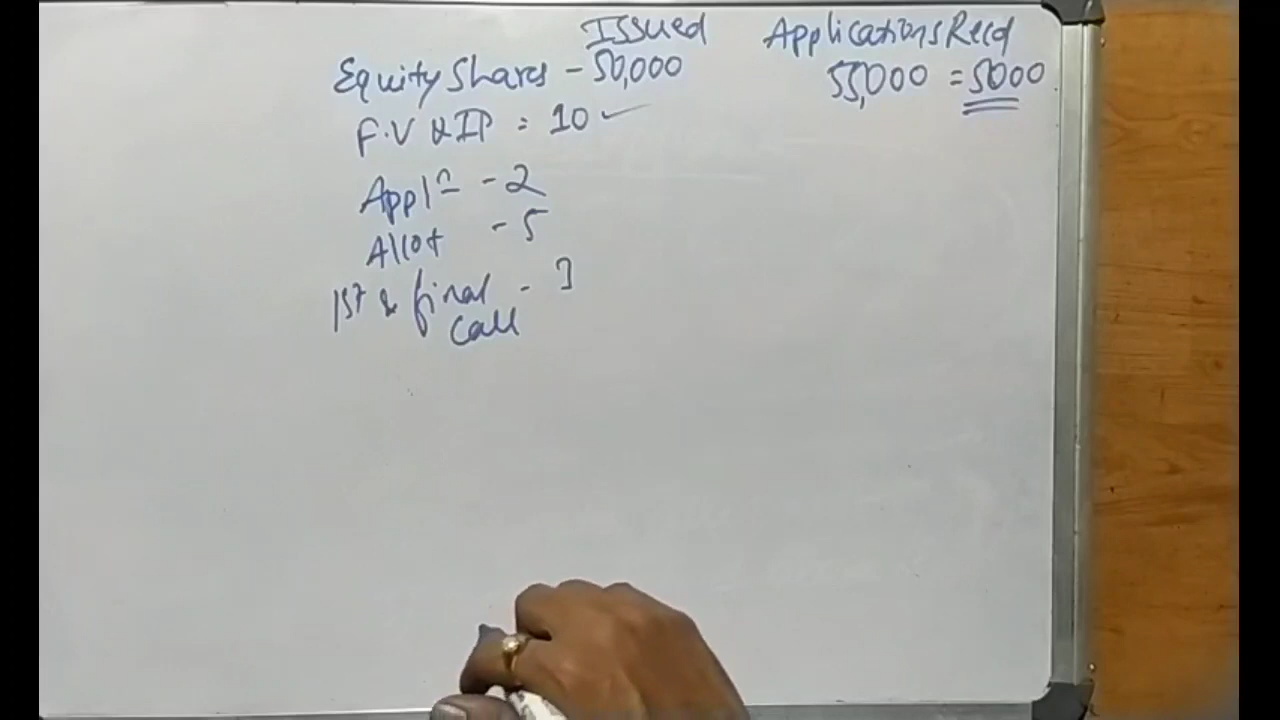 Issued Applications Recd
Equity Shares - 50,000 55,000 = 5000
F.V & IP = 10 ✓
Appln - 2
Allot - 5
1st & final - 3
call